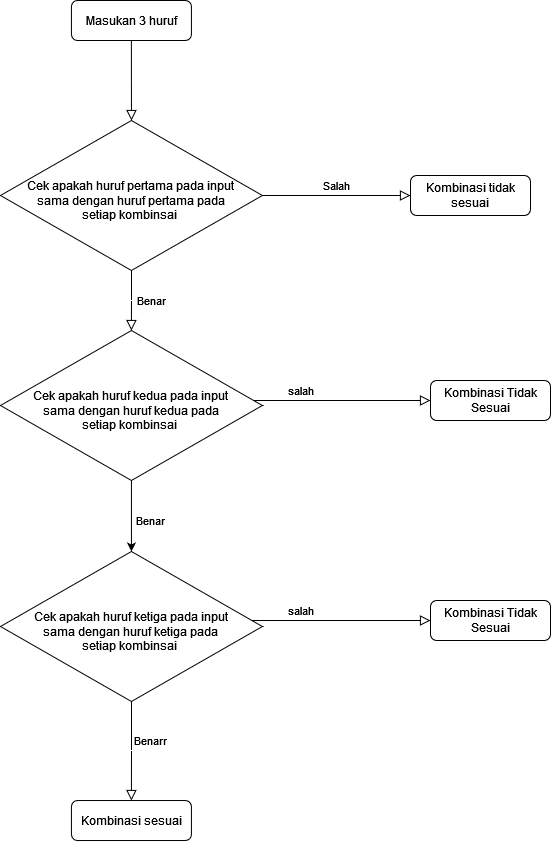 Masukan 3 huruf
Cek apakah huruf pertama pada input
sama dengan huruf pertama pada
setiap kombinsai
Salah
Kombinasi tidak
sesuai
Benar
Cek apakah huruf kedua pada input
sama dengan huruf kedua pada
setiap kombinsai
salah
Kombinasi Tidak
Sesuai
Benar
Cek apakah huruf ketiga pada input
sama dengan huruf ketiga pada
setiap kombinsai
salah
Kombinasi Tidak
Sesuai
Benarr
Kombinasi sesuai